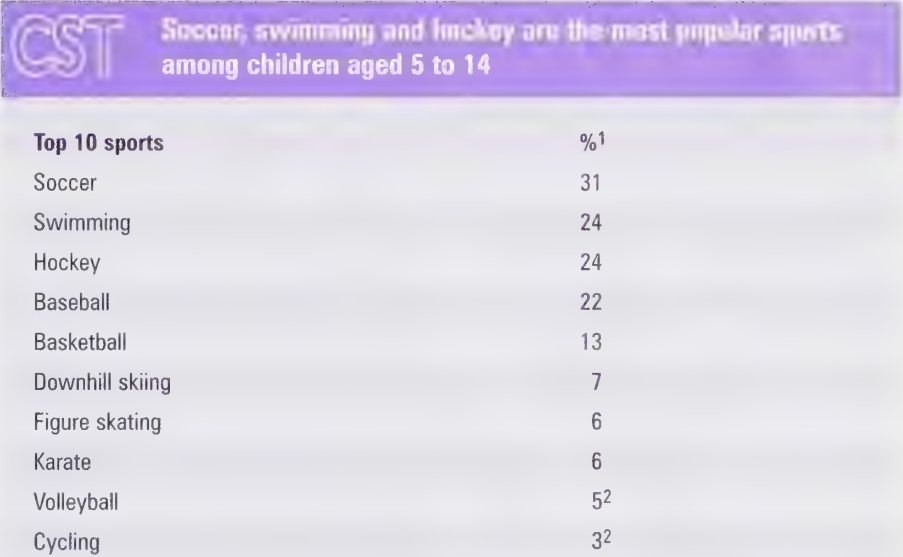 CST
Soccer, swimming and hockey are the most popular sports
among children aged 5 to 14
Top 10 sports %1
Soccer 31
Swimming 24
Hockey 24
Baseball 22
Basketball 13
Downhill skiing 7
Figure skating 6
Karate 6
Volleyball 52
Cycling 32